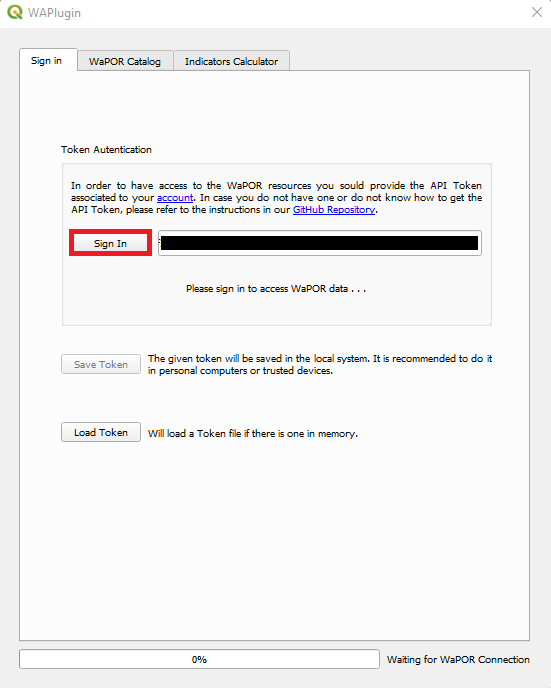 WAPlugin
Sign in
WaPOR Catalog
Indicators Calculator
Token Autentication
In order to have access to the WaPOR resources you sould provide the API Token
associated to your account. In case you do not have one or do not know how to get the
API Token, please refer to the instructions in our GitHub Repository.
Sign In
Please sign in to access WaPOR data . . .
Save Token
The given token will be saved in the local system. It is recommended to do it
in personal computers or trusted devices.
Load Token
Will load a Token file if there is one in memory.
0%
Waiting for WaPOR Connection